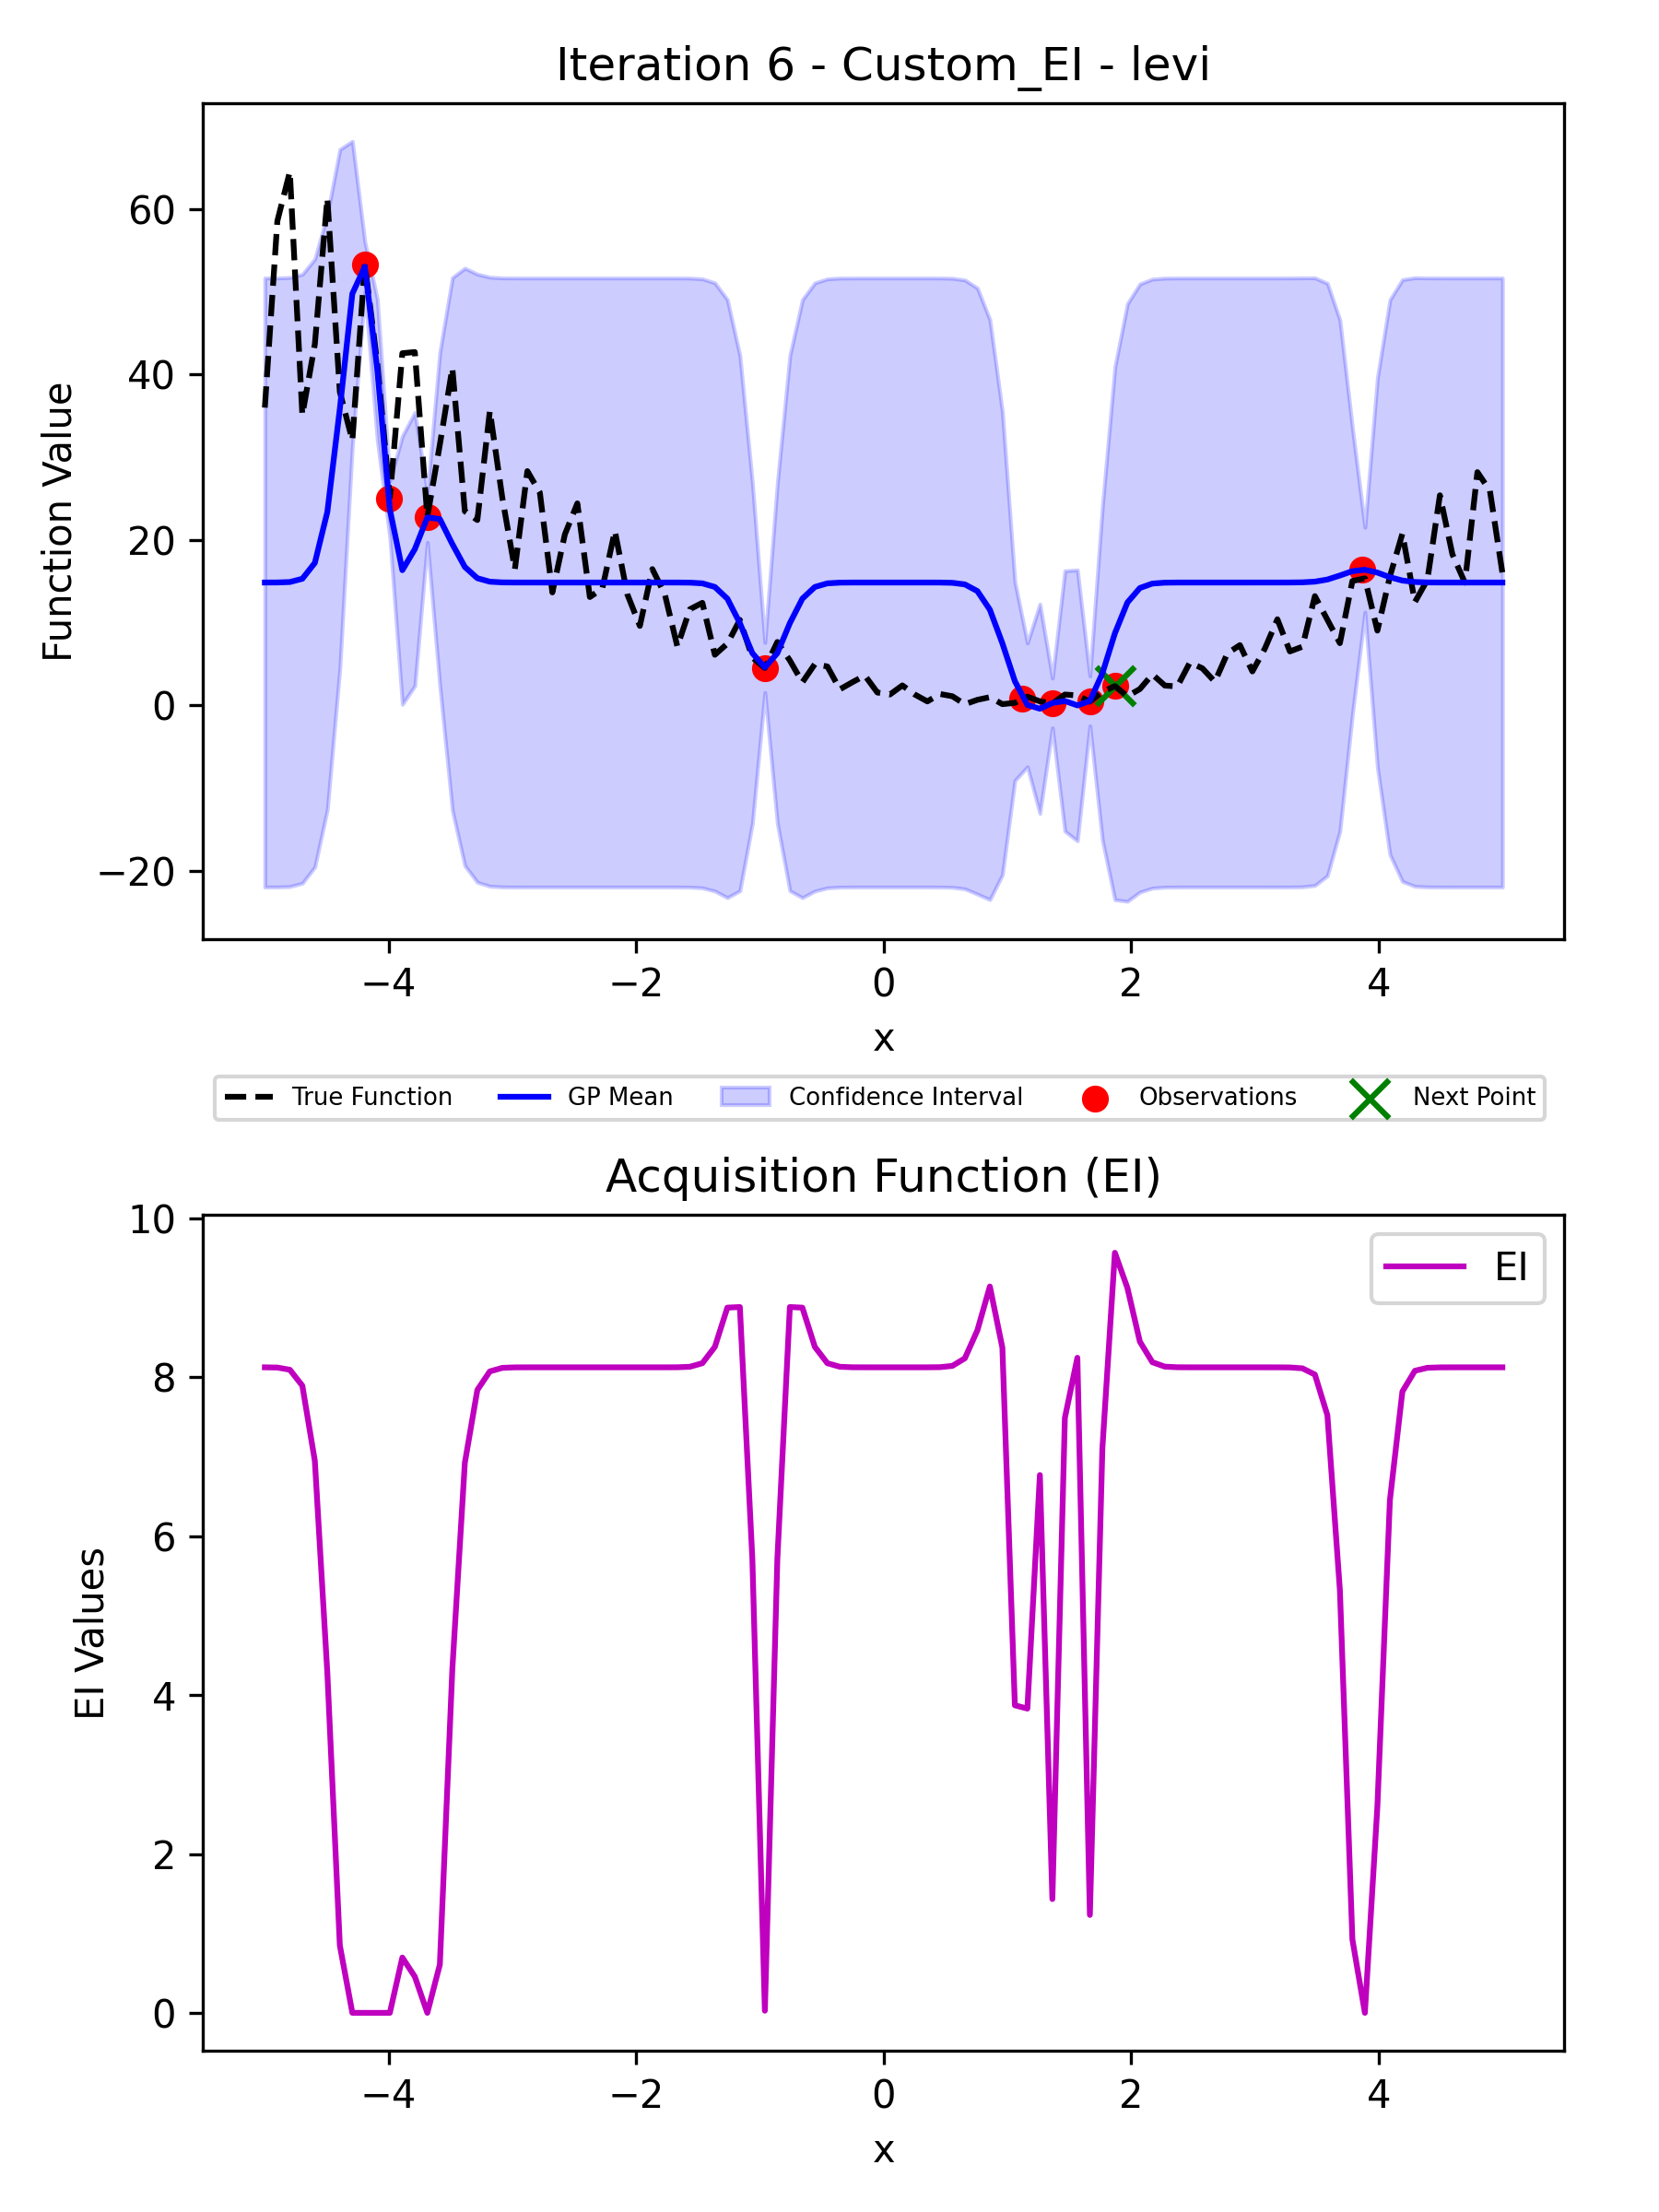 Iteration 6 - Custom_EI - levi
60
40
20
0
−20
Function Value
−4 −2 0 2 4
x
True Function GP Mean Confidence Interval Observations Next Point
Acquisition Function (EI)
10
8
6
4
2
0
EI Values
EI
−4 −2 0 2 4
x